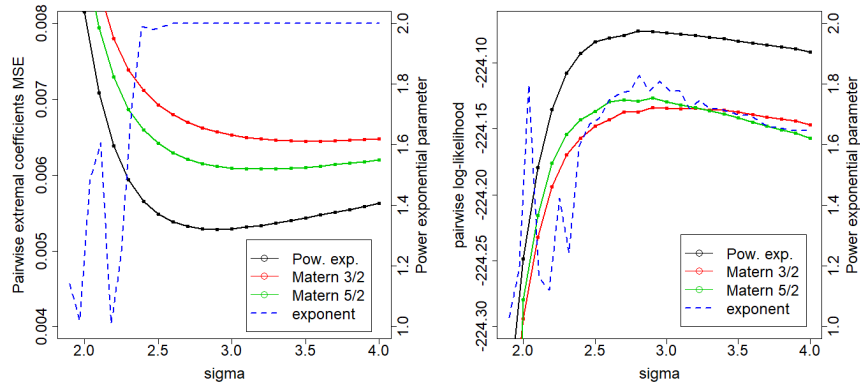 Pairwise extremal coefficients MSE
0.008
0.007
0.006
0.005
0.004
2.0
2.5
3.0
3.5
4.0
sigma
Pow. exp.
Matern 3/2
Matern 5/2
exponent
2.0
1.8
1.6
1.4
1.2
1.0
Power exponential parameter
pairwise log-likelihood
-224.10
-224.15
-224.20
-224.25
-224.30
2.0
2.5
3.0
3.5
4.0
sigma
Pow. exp.
Matern 3/2
Matern 5/2
exponent
2.0
1.8
1.6
1.4
1.2
1.0
Power exponential parameter